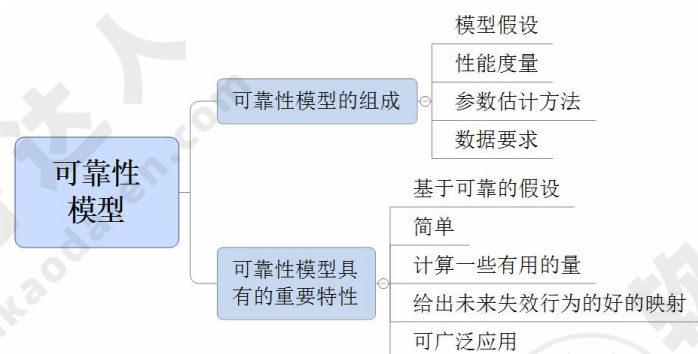 可靠性
模型
可靠性模型的组成
模型假设
性能度量
参数估计方法
数据要求
可靠性模型具
有的重要特性
基于可靠的假设
简单
计算一些有用的量
给出未来失效行为的好的映射
可广泛应用